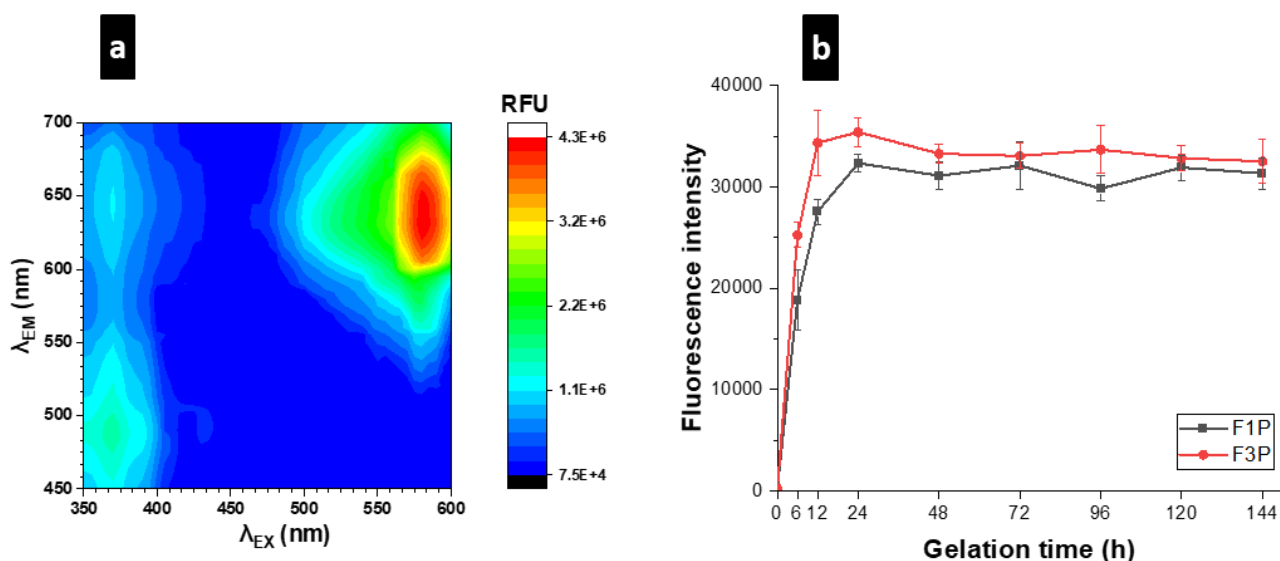 a
RFU
700
650
600
550
500
450
λEM (nm)
350 400 450 500 550 600
λEX (nm)
4.3E+6
3.2E+6
2.2E+6
1.1E+6
7.5E+4
b
40000
30000
20000
10000
0
Fluorescence intensity
0 6 12 24 48 72 96 120 144
Gelation time (h)
F1P
F3P